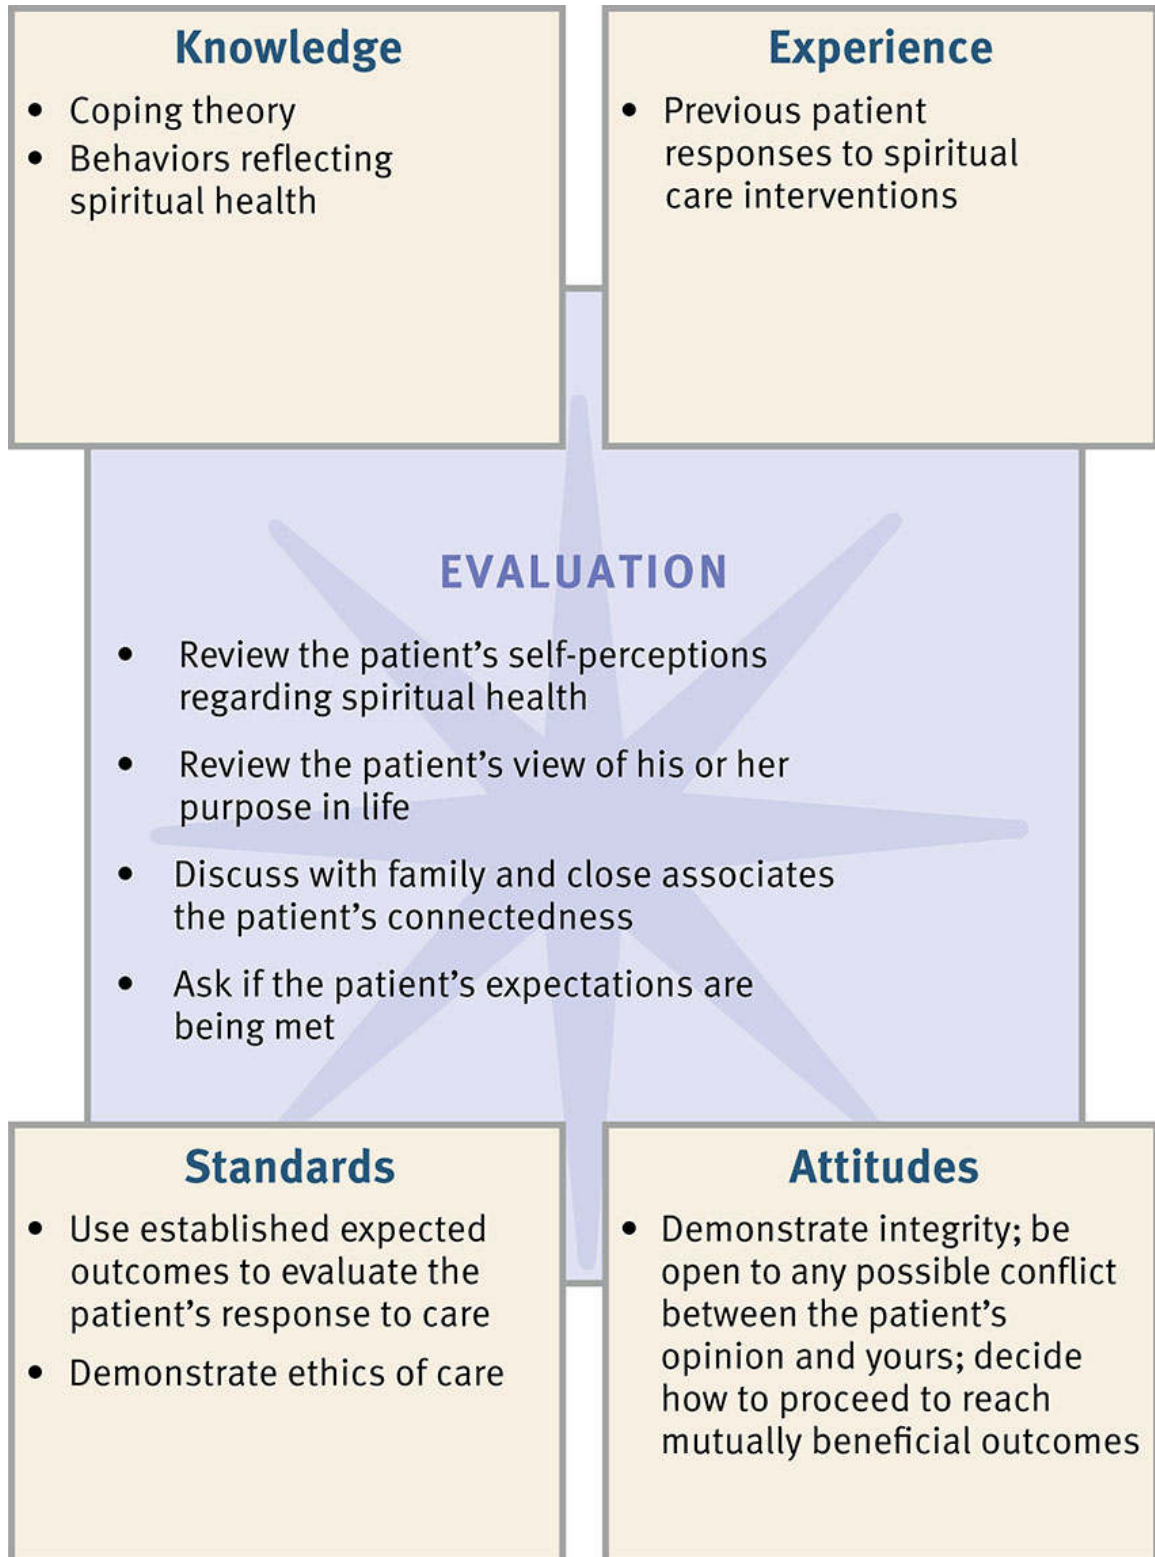 Knowledge
• Coping theory
• Behaviors reflecting
spiritual health
Experience
• Previous patient
responses to spiritual
care interventions
EVALUATION
• Review the patient’s self-perceptions
regarding spiritual health
• Review the patient’s view of his or her
purpose in life
• Discuss with family and close associates
the patient’s connectedness
• Ask if the patient’s expectations are
being met
Standards
• Use established expected
outcomes to evaluate the
patient’s response to care
• Demonstrate ethics of care
Attitudes
• Demonstrate integrity; be
open to any possible conflict
between the patient’s
opinion and yours; decide
how to proceed to reach
mutually beneficial outcomes